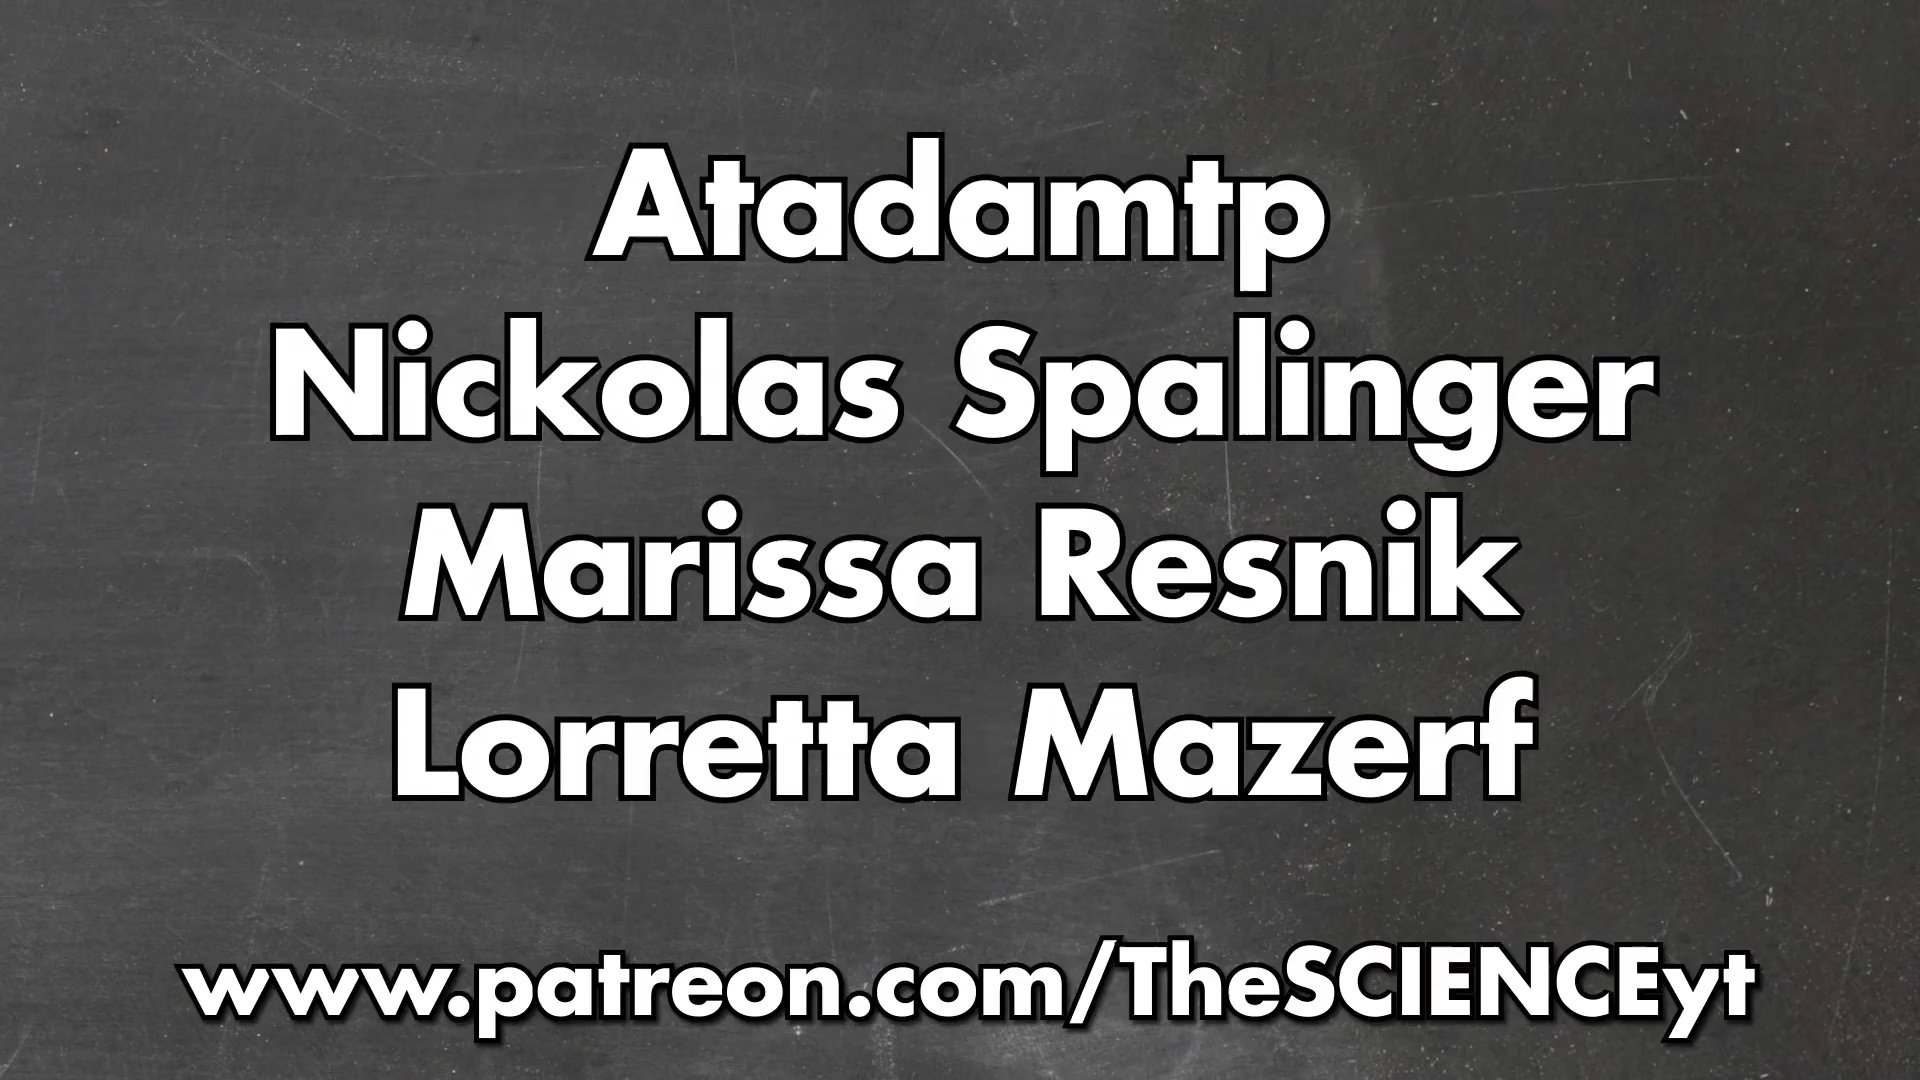 Atadamtp
Nickolas Spalinger
Marissa Resnik
Lorretta Mazerf
www.patreon.com/TheSCIENCEyt